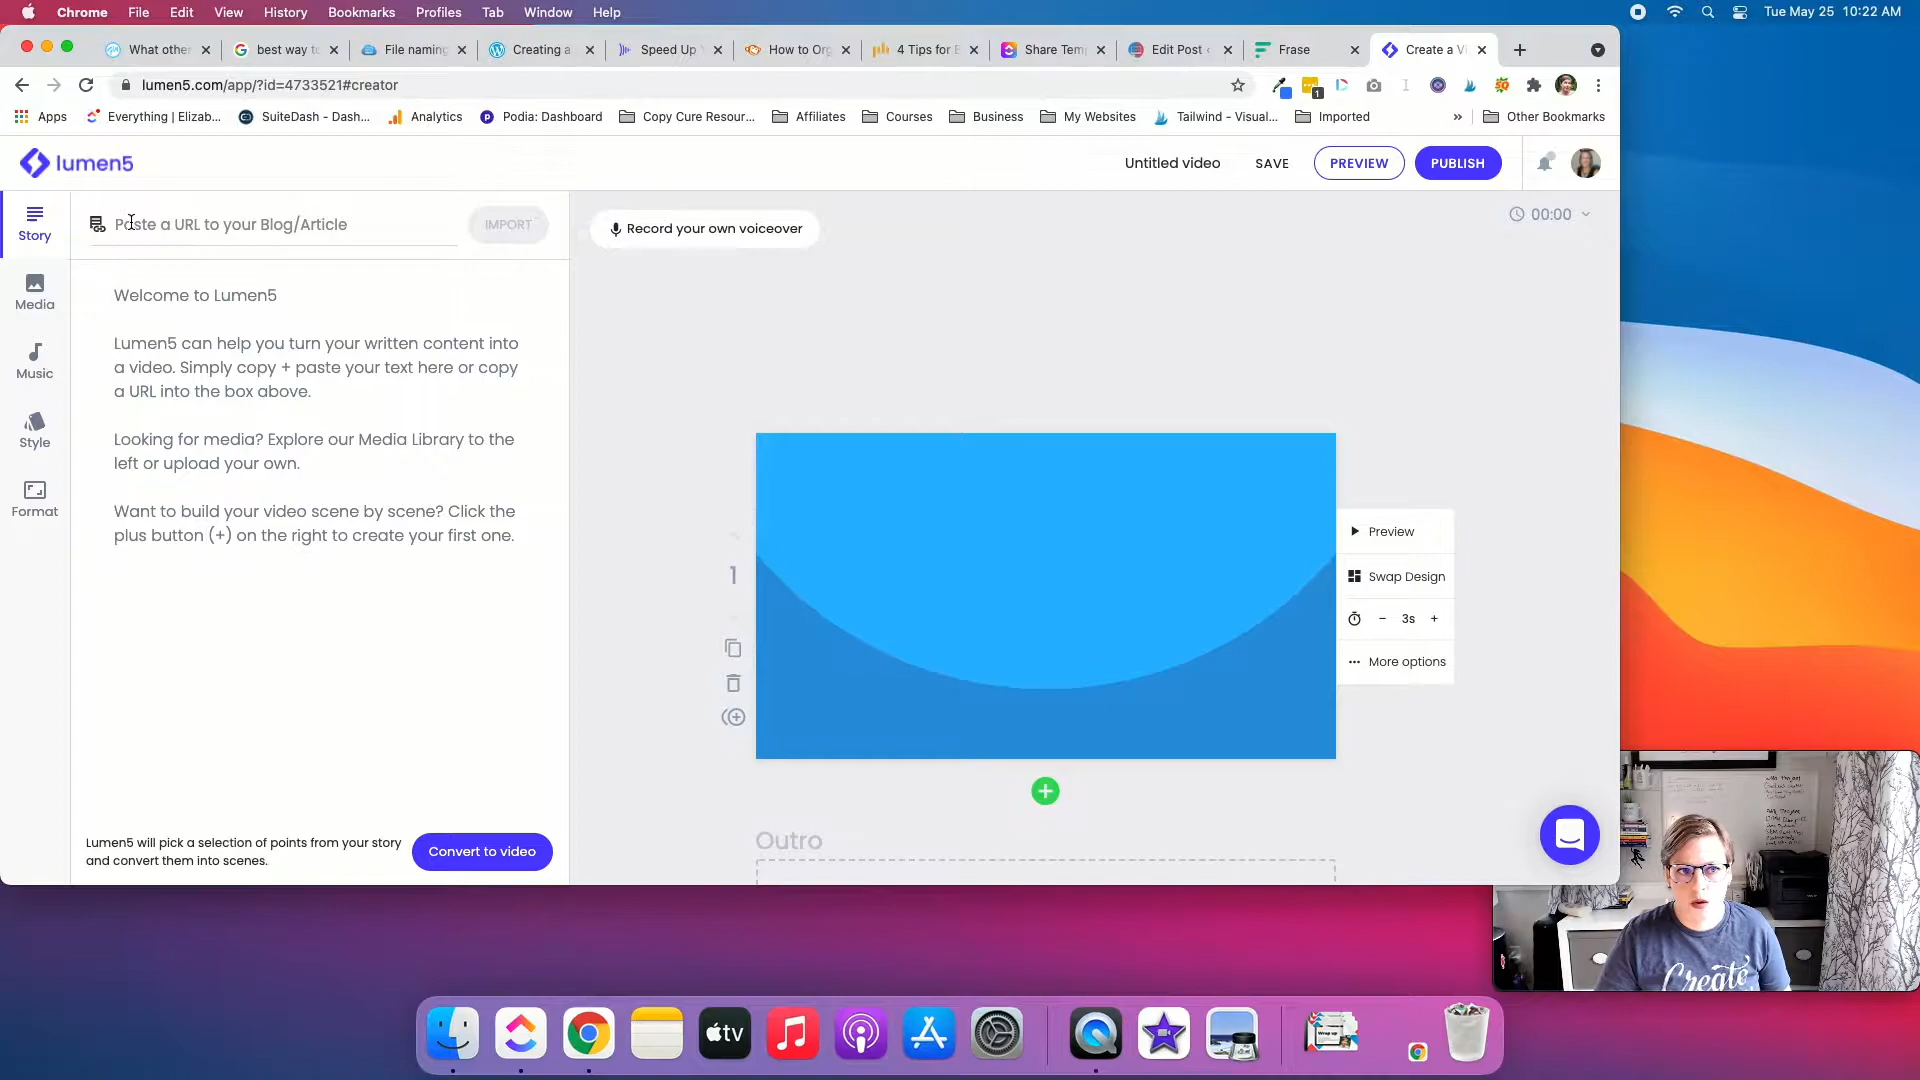 Chrome File Edit View History Bookmarks Profiles Tab Window Help Tue May 25 10:22 AM
What other best way to File naming Creating a Speed Up How to Org 4 Tips for Share Temp Edit Post Frase Create a Vi
lumen5.com/app/?id=4733521#creator
1
Apps Everything | Elizab... SuiteDash - Dash... Analytics Podia: Dashboard Copy Cure Resour... Affiliates Courses Business My Websites Tailwind - Visual... Imported » Other Bookmarks
lumen5 Untitled video SAVE PREVIEW PUBLISH
Story
Media
Music
Style
Format
Paste a URL to your Blog/Article IMPORT
Welcome to Lumen5
Lumen5 can help you turn your written content into
a video. Simply copy + paste your text here or copy
a URL into the box above.
Looking for media? Explore our Media Library to the
left or upload your own.
Want to build your video scene by scene? Click the
plus button (+) on the right to create your first one.
Lumen5 will pick a selection of points from your story
and convert them into scenes.
Convert to video
Record your own voiceover
00:00
1
Preview
Swap Design
− 3s +
More options
Outro
Create
tv
Wrap up